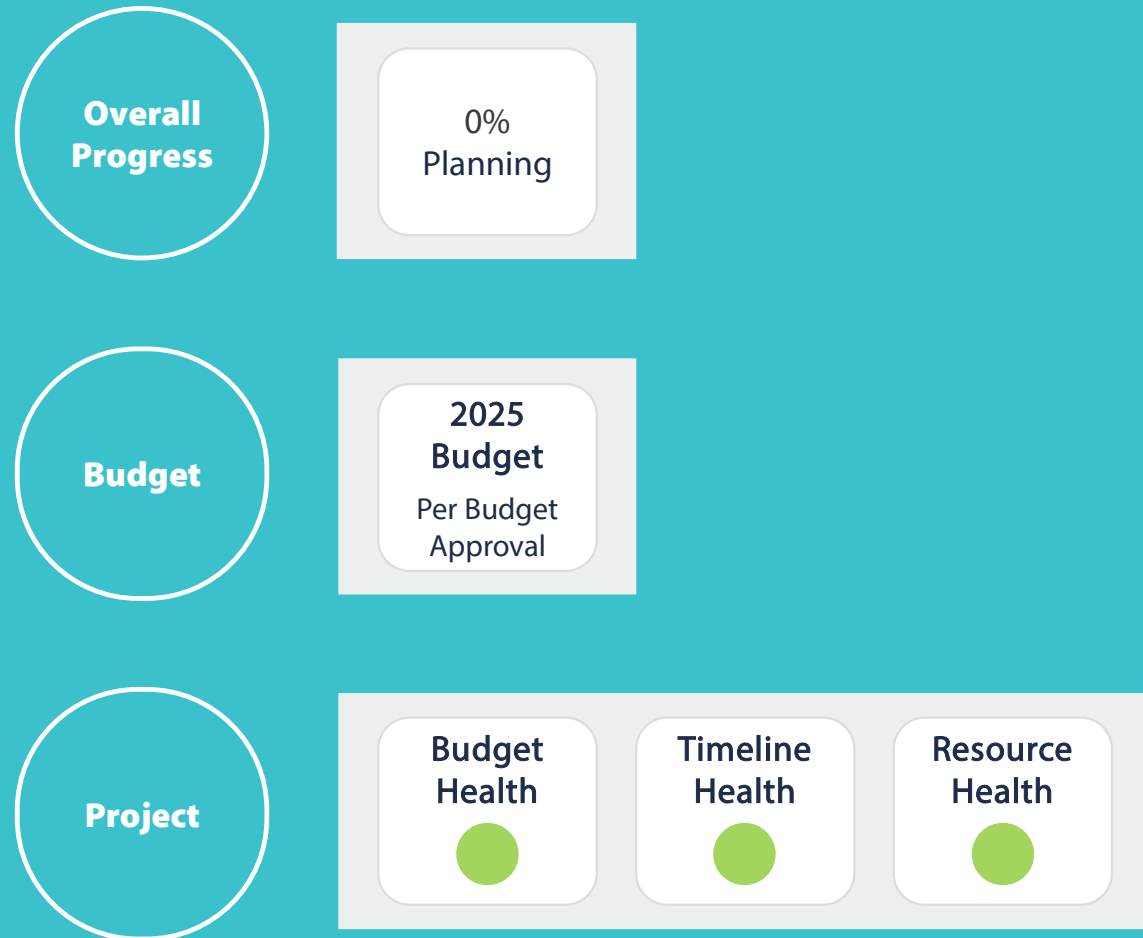 Overall
Progress
0%
Planning
Budget
2025
Budget
Per Budget
Approval
Project
Budget
Health
Timeline
Health
Resource
Health